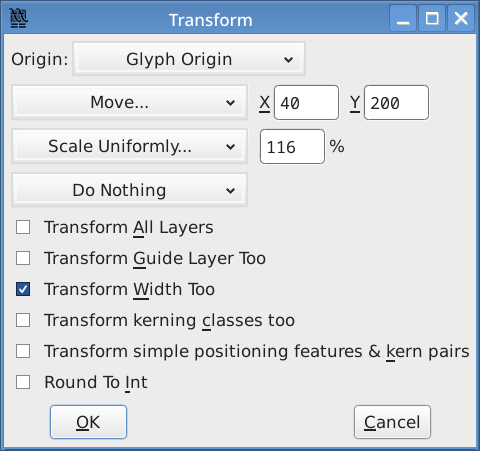 Transform
Origin: Glyph Origin
Move... X 40 Y 200
Scale Uniformly... 116 %
Do Nothing
Transform All Layers
Transform Guide Layer Too
Transform Width Too
Transform kerning classes too
Transform simple positioning features & kern pairs
Round To Int
OK Cancel